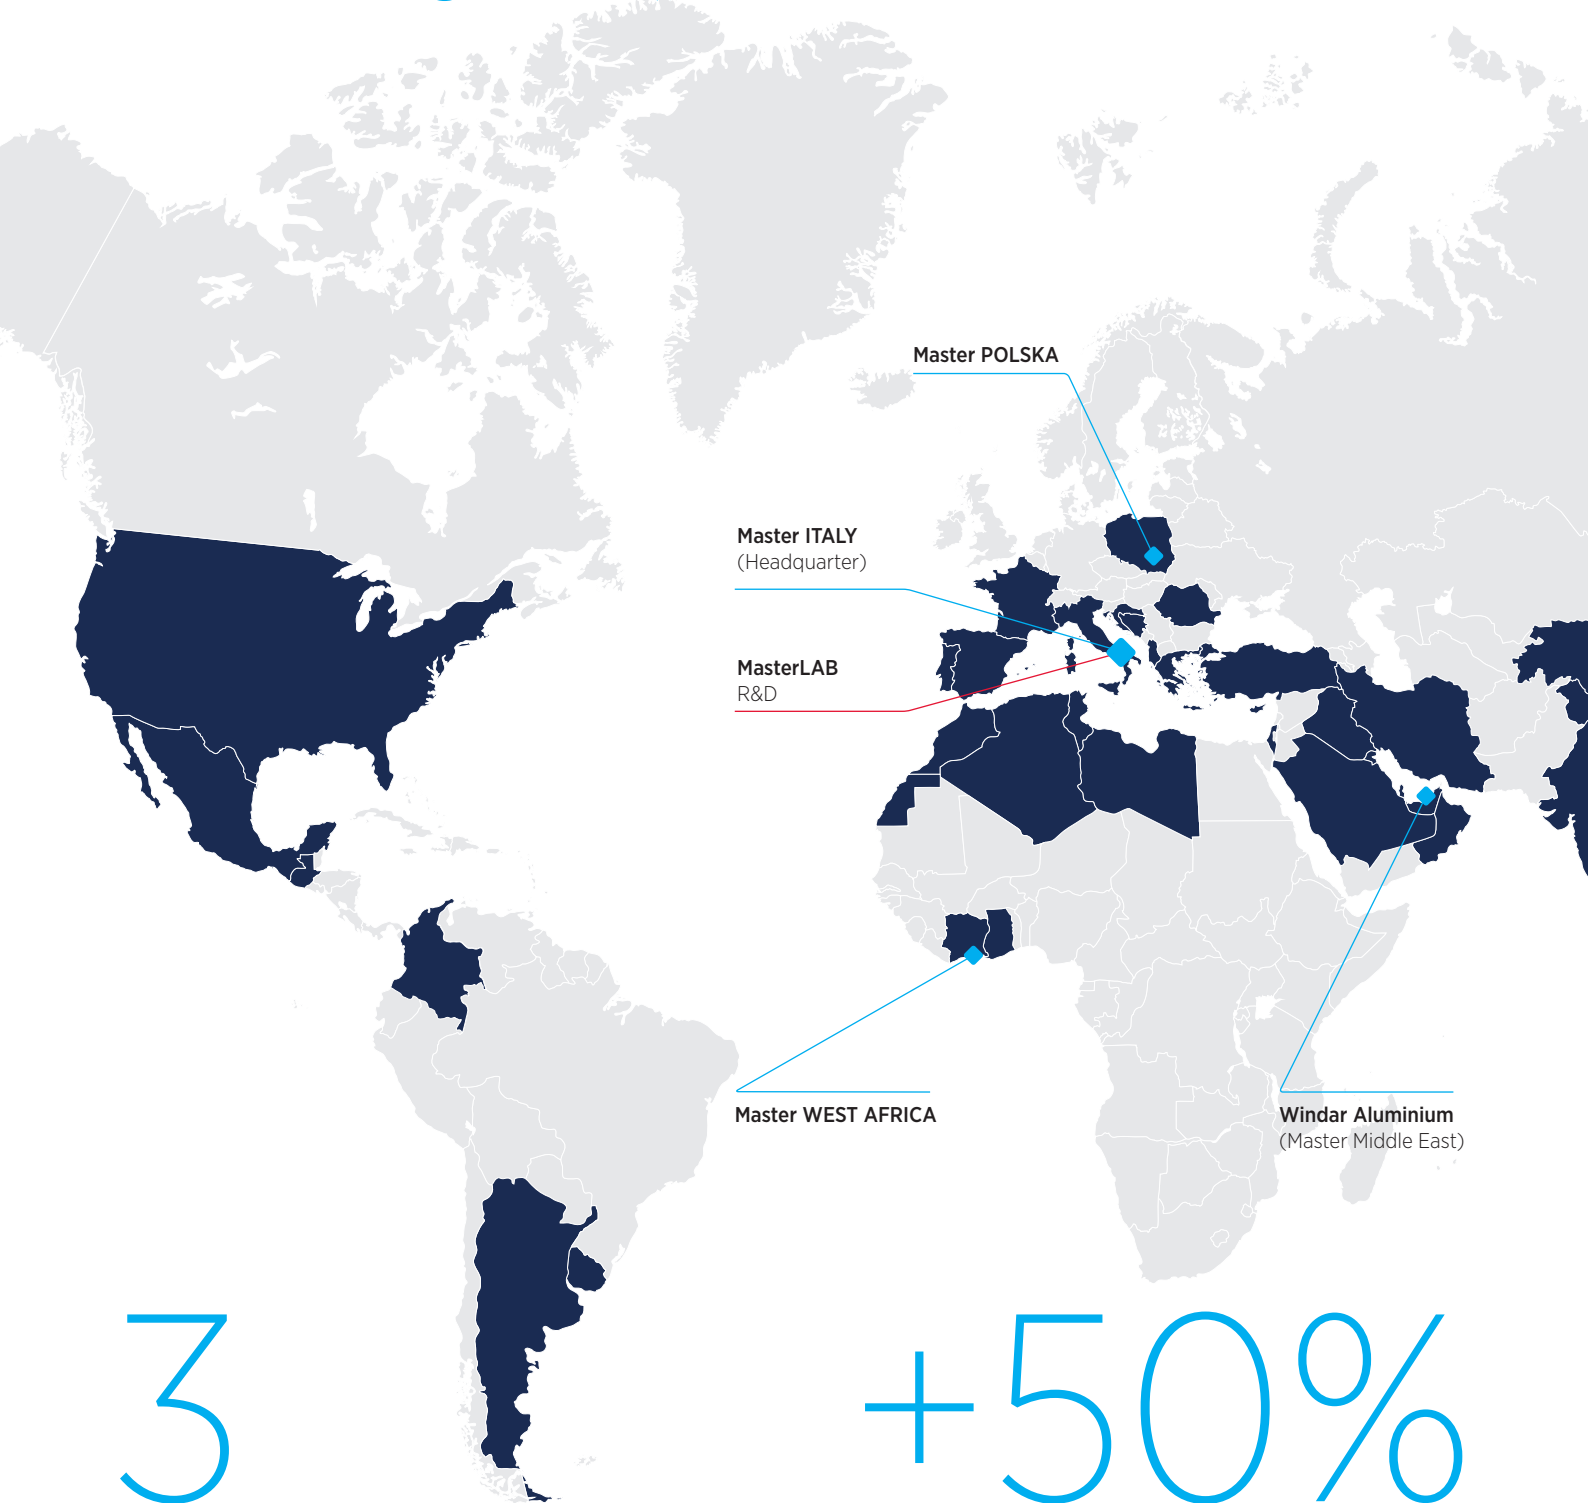 Master POLSKA
Master ITALY
(Headquarter)
MasterLAB
R&D
Master WEST AFRICA
Windar Aluminium
(Master Middle East)
3
+50%